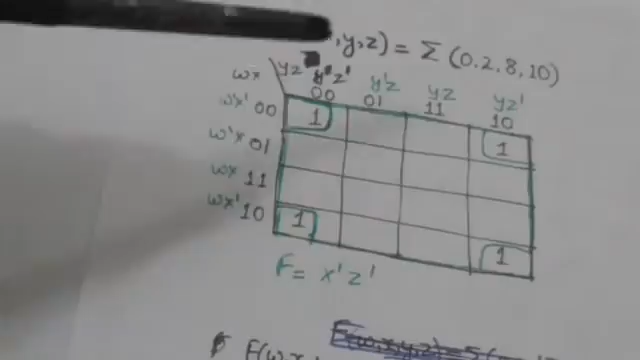 ,y,z) = Σ (0,2,8,10)
wx yz y'z' y'z yz yz'
00 01 11 10
wx' 00 1 1
w'x 01
wx 11
wx' 10 1 1
F = x'z'
F(w,x,